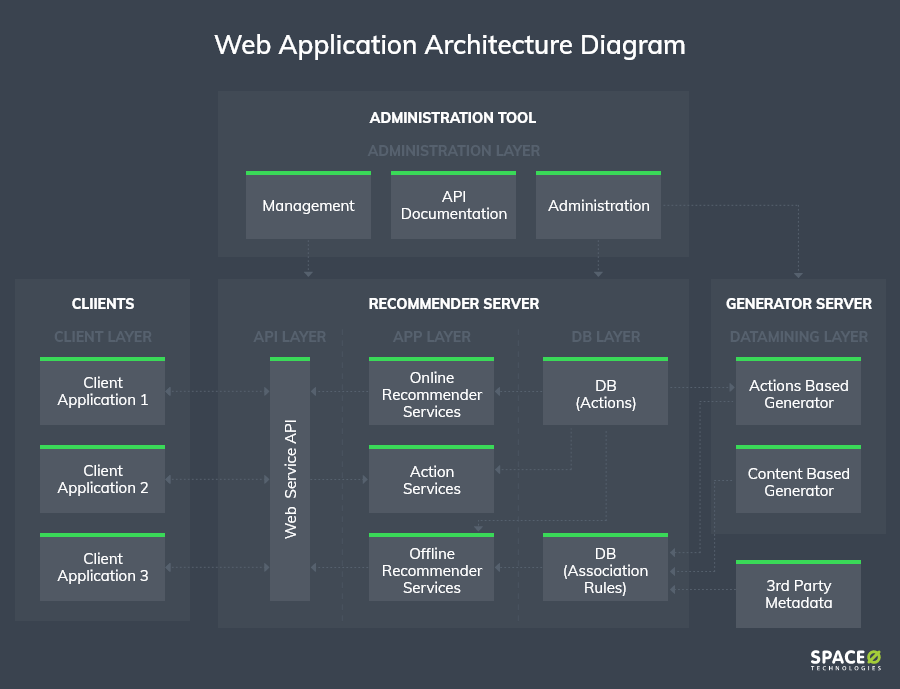 Web Application Architecture Diagram
ADMINISTRATION TOOL
ADMINISTRATION LAYER
Management
API
Documentation
Administration
CLIIENTS
CLIENT LAYER
Client
Application 1
Client
Application 2
Client
Application 3
RECOMMENDER SERVER
API LAYER
APP LAYER
DB LAYER
Web Service API
Online
Recommender
Services
Action
Services
Offline
Recommender
Services
DB
(Actions)
DB
(Association
Rules)
GENERATOR SERVER
DATAMINING LAYER
Actions Based
Generator
Content Based
Generator
3rd Party
Metadata
SPACEØ
TECHNOLOGIES